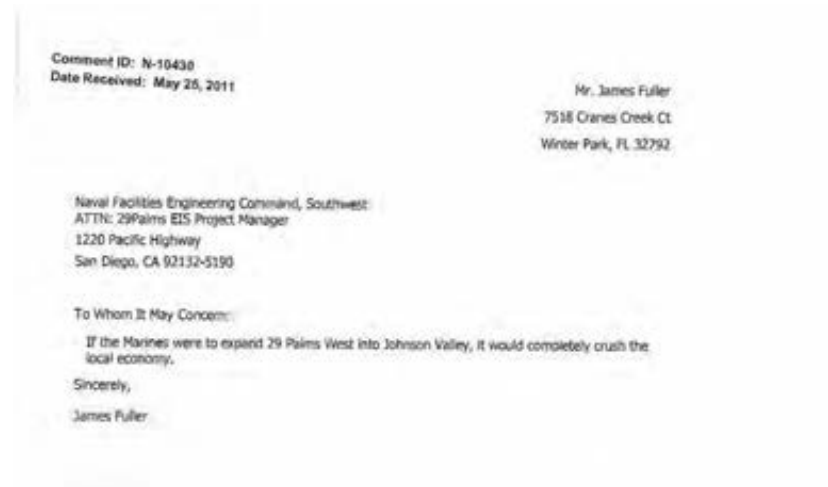 Comment ID: N-10430
Date Received: May 25, 2011
Mr. James Fuller
7518 Cranes Creek Ct
Winter Park, FL 32792
Naval Facilities Engineering Command, Southwest
ATTN: 29Palms EIS Project Manager
1220 Pacific Highway
San Diego, CA 92132-5190
To Whom It May Concern:
If the Marines were to expand 29 Palms West into Johnson Valley, it would completely crush the
local economy.
Sincerely,
James Fuller